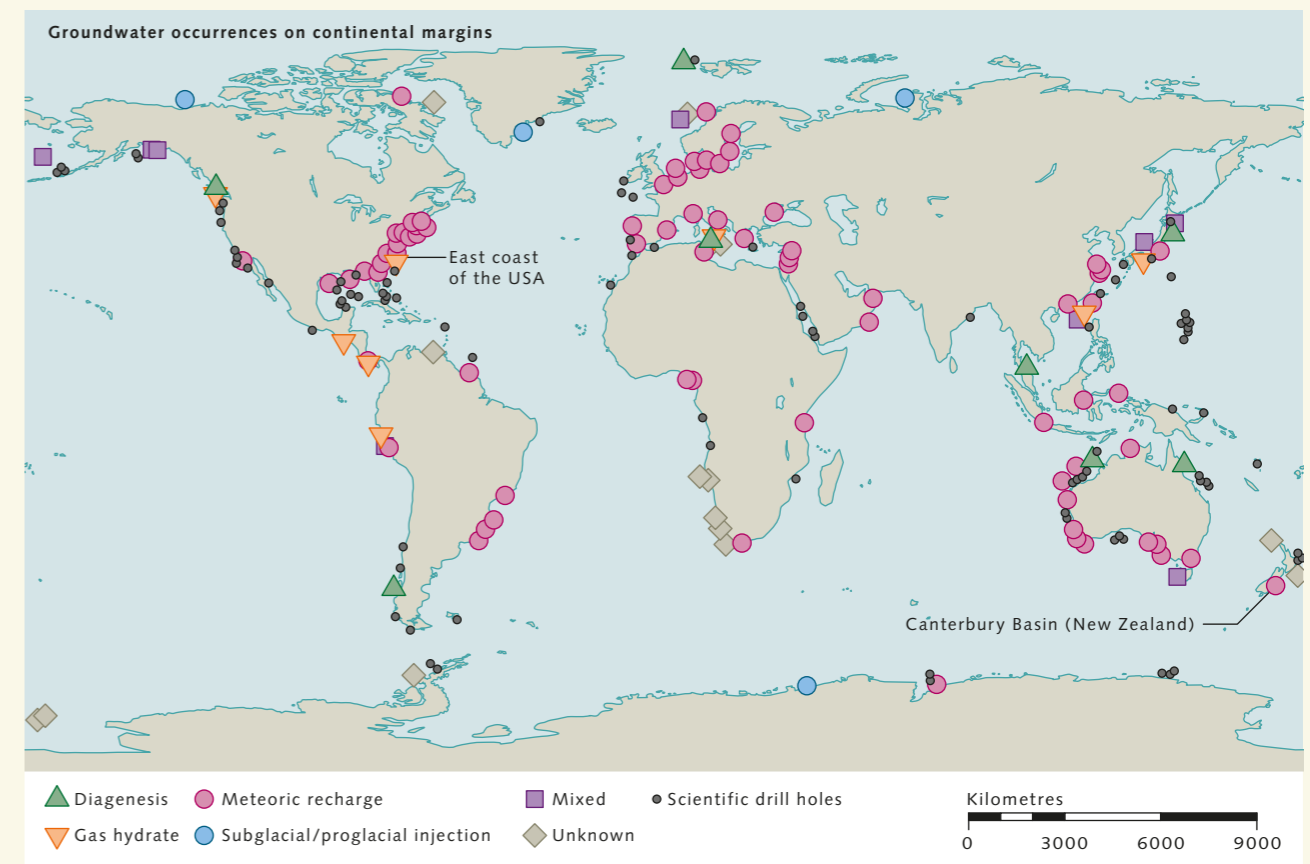 Groundwater occurrences on continental margins
East coast
of the USA
Canterbury Basin (New Zealand)
Diagenesis
Meteoric recharge
Mixed
Scientific drill holes
Kilometres
Gas hydrate
Subglacial/proglacial injection
Unknown
0 3000 6000 9000